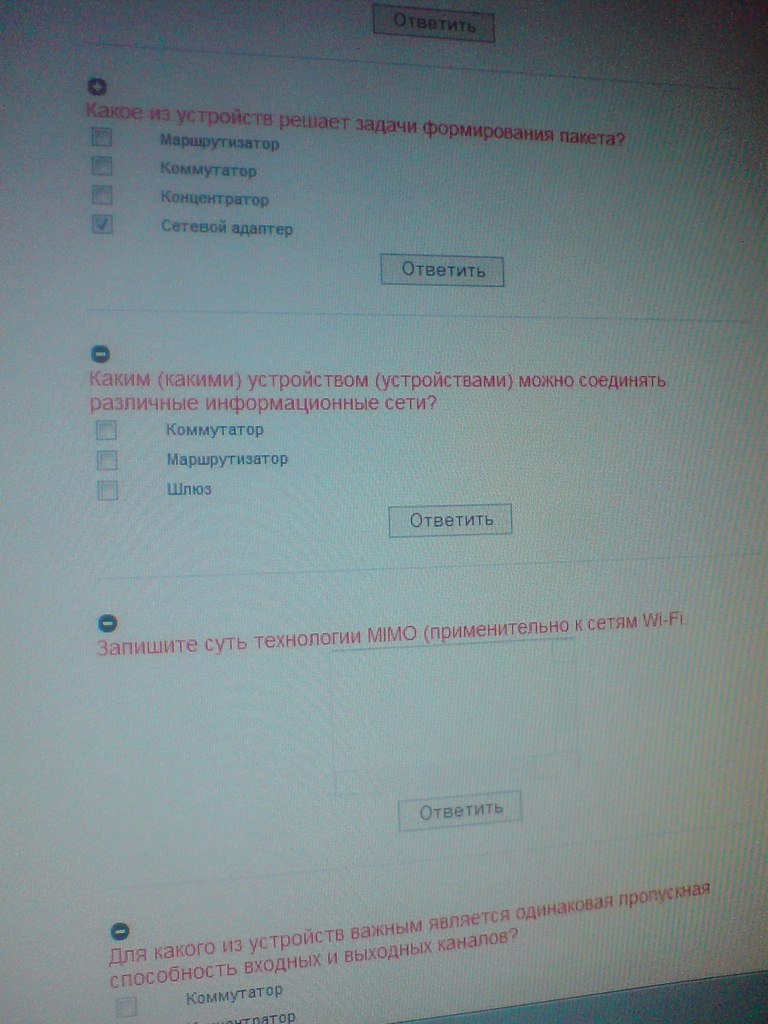 Ответить
Какое из устройств решает задачи формирования пакета?
Маршрутизатор
Коммутатор
Концентратор
Сетевой адаптер
Ответить
Каким (какими) устройством (устройствами) можно соединять
различные информационные сети?
Коммутатор
Маршрутизатор
Шлюз
Ответить
Запишите суть технологии MIMO (применительно к сетям Wi-Fi
Ответить
Для какого из устройств важным является одинаковая пропускная
способность входных и выходных каналов?
Коммутатор